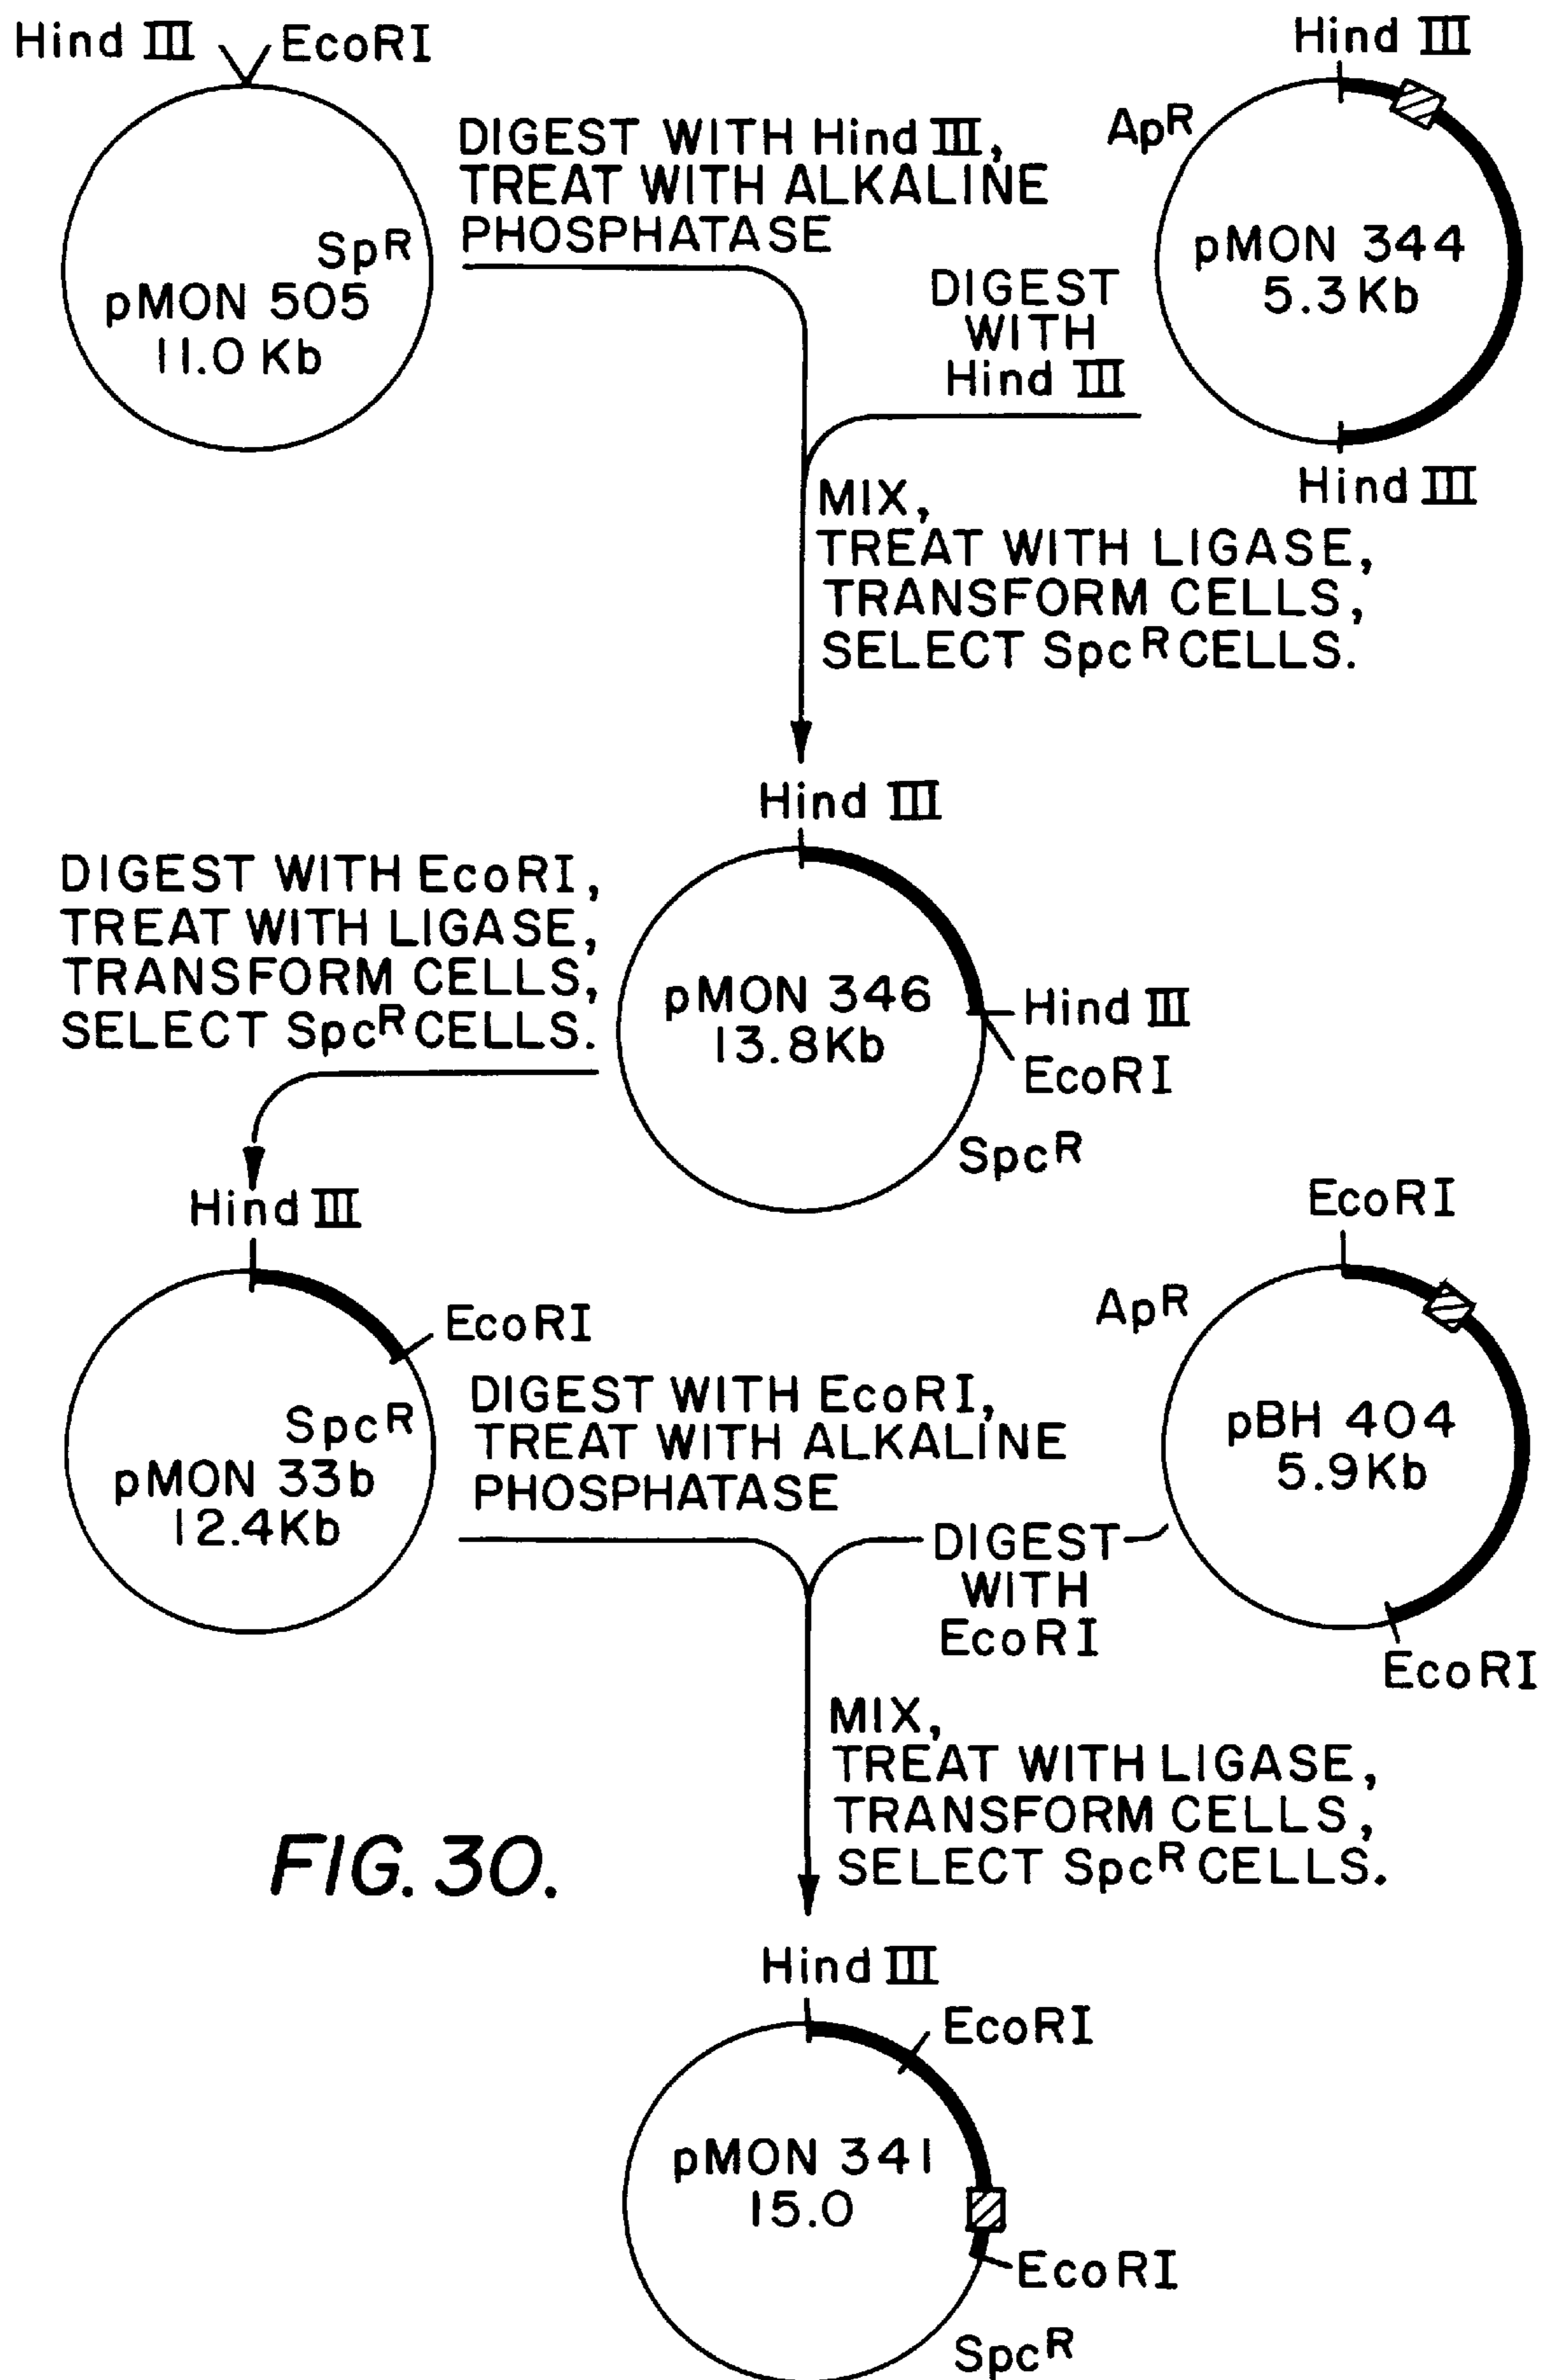 Hind III EcoRI
SpR
pMON 505
11.0 Kb
DIGEST WITH Hind III,
TREAT WITH ALKALINE
PHOSPHATASE
Hind III
ApR
pMON 344
5.3 Kb
Hind III
DIGEST
WITH
Hind III
MIX,
TREAT WITH LIGASE,
TRANSFORM CELLS,
SELECT SpcR CELLS.
Hind III
pMON 346
13.8Kb
Hind III
EcoRI
SpcR
DIGEST WITH EcoRI,
TREAT WITH LIGASE,
TRANSFORM CELLS,
SELECT SpcR CELLS.
Hind III
EcoRI
SpcR
pMON 33b
12.4Kb
DIGEST WITH EcoRI,
TREAT WITH ALKALINE
PHOSPHATASE
EcoRI
ApR
pBH 404
5.9Kb
EcoRI
DIGEST
WITH
EcoRI
MIX,
TREAT WITH LIGASE,
TRANSFORM CELLS,
SELECT SpcR CELLS.
FIG. 30.
Hind III
EcoRI
pMON 341
15.0
EcoRI
SpcR